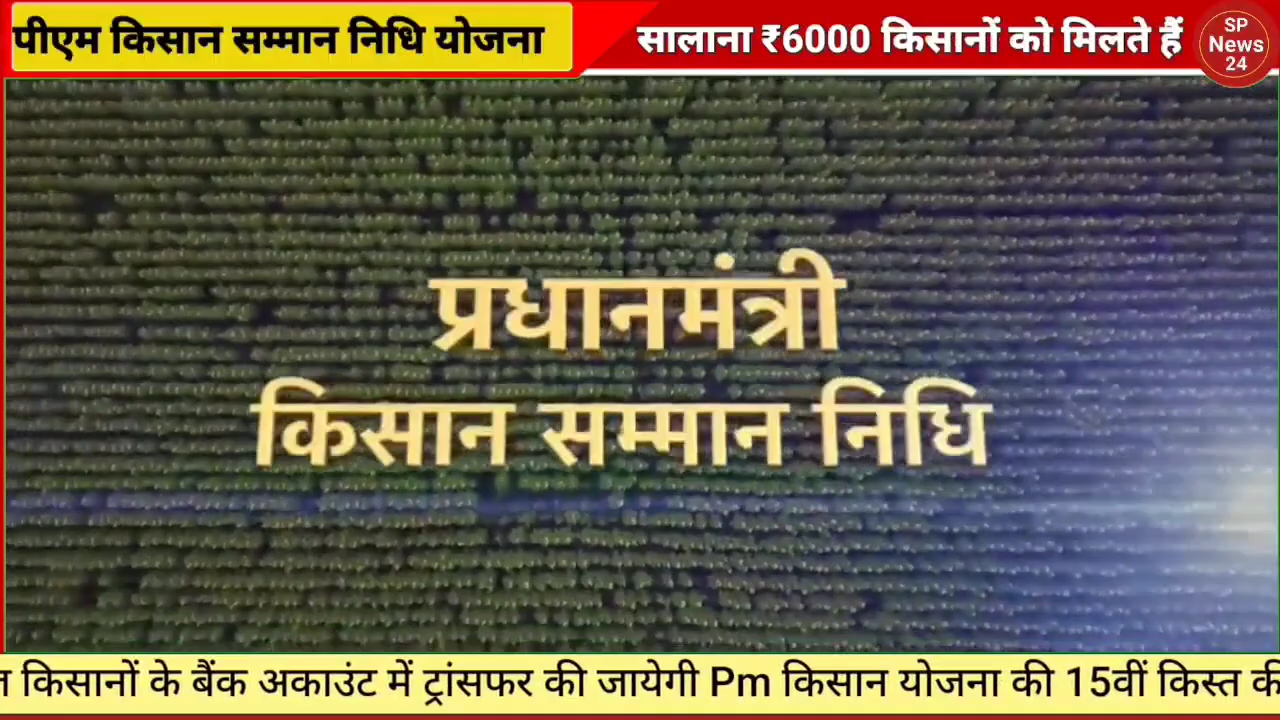 पीएम किसान सम्मान निधि योजना
सालाना ₹6000 किसानों को मिलते हैं
SP
News
24
प्रधानमंत्री
किसान सम्मान निधि
किसानों के बैंक अकाउंट में ट्रांसफर की जायेगी Pm किसान योजना की 15वीं किस्त की